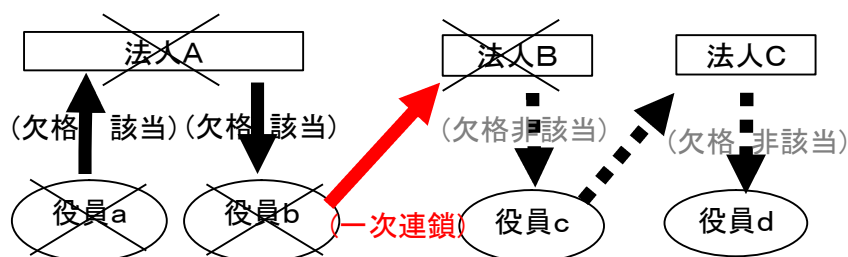 法人A
法人B
法人C
(欠格 該当)
(欠格 該当)
(欠格非該当)
(欠格 非該当)
役員a
役員b
(一次連鎖)
役員c
役員d